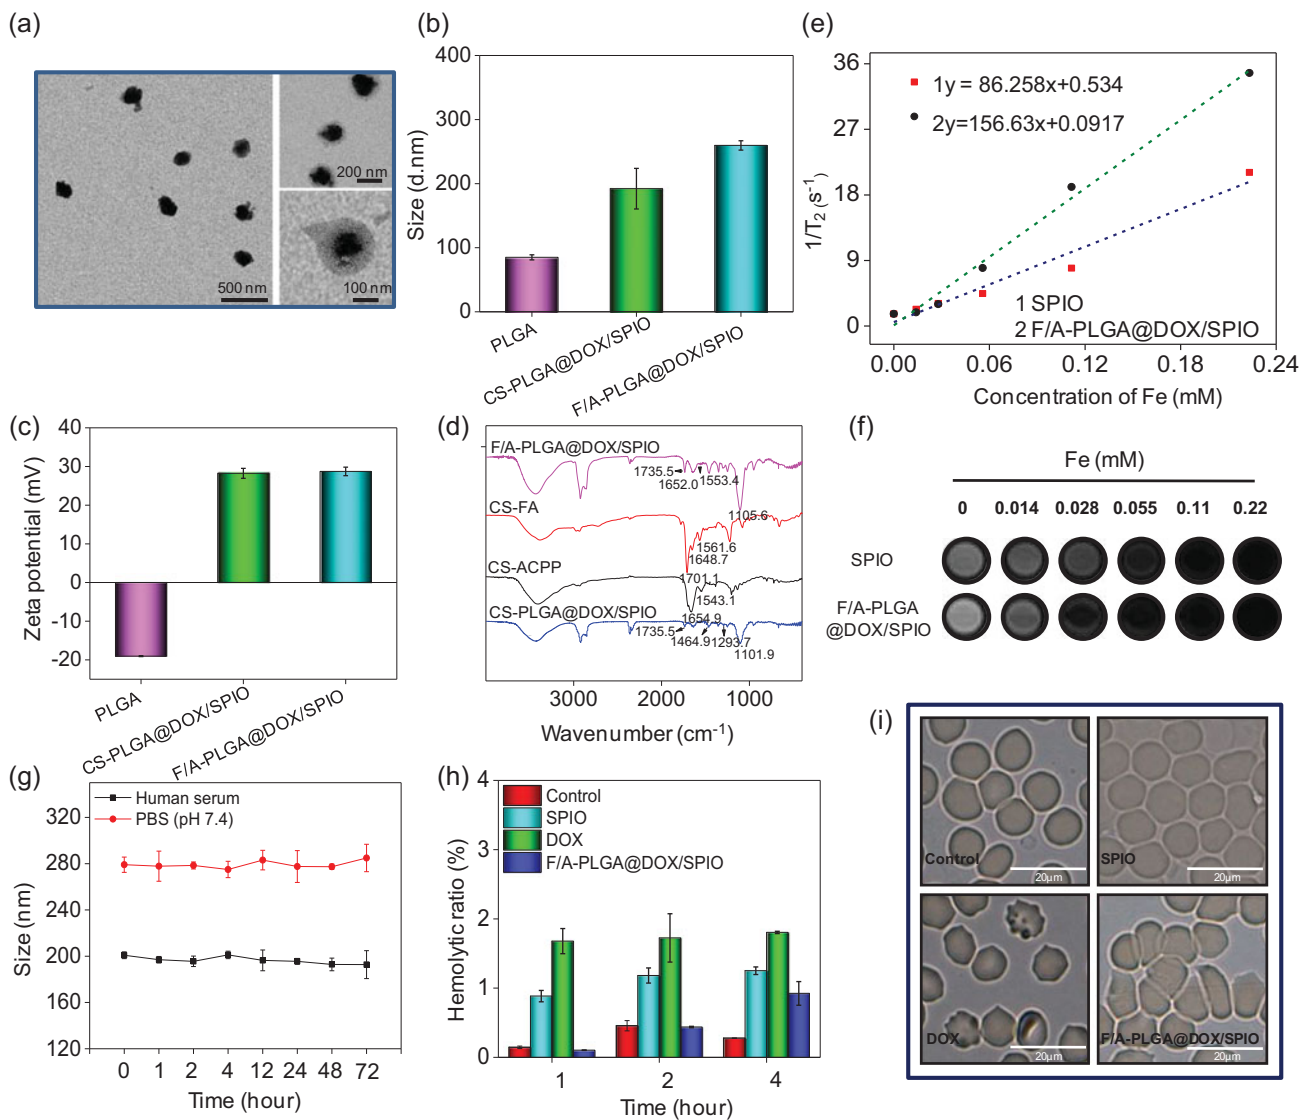 (a)
500 nm
200 nm
100 nm
(b)
Size (d.nm)
400
300
200
100
0
PLGA
CS-PLGA@DOX/SPIO
F/A-PLGA@DOX/SPIO
(e)
1/T2 (s-1)
36
27
18
9
0
1y = 86.258x+0.534
2y=156.63x+0.0917
1 SPIO
2 F/A-PLGA@DOX/SPIO
0.00 0.06 0.12 0.18 0.24
Concentration of Fe (mM)
(c)
Zeta potential (mV)
40
30
20
10
0
-10
-20
PLGA
CS-PLGA@DOX/SPIO
F/A-PLGA@DOX/SPIO
(d)
F/A-PLGA@DOX/SPIO
1735.5
1652.0
1553.4
1105.6
CS-FA
1561.6
1648.7
1701.1
CS-ACPP
1543.1
1654.9
CS-PLGA@DOX/SPIO
1735.5
1464.9
1293.7
1101.9
3000 2000 1000
Wavenumber (cm-1)
(f)
Fe (mM)
0 0.014 0.028 0.055 0.11 0.22
SPIO
F/A-PLGA
@DOX/SPIO
(g)
Size (nm)
320
280
240
200
160
120
Human serum
PBS (pH 7.4)
0 1 2 4 12 24 48 72
Time (hour)
(h)
Hemolytic ratio (%)
4
3
2
1
0
Control
SPIO
DOX
F/A-PLGA@DOX/SPIO
1 2 4
Time (hour)
(i)
Control
20μm
SPIO
20μm
DOX
20μm
F/A-PLGA@DOX/SPIO
20μm